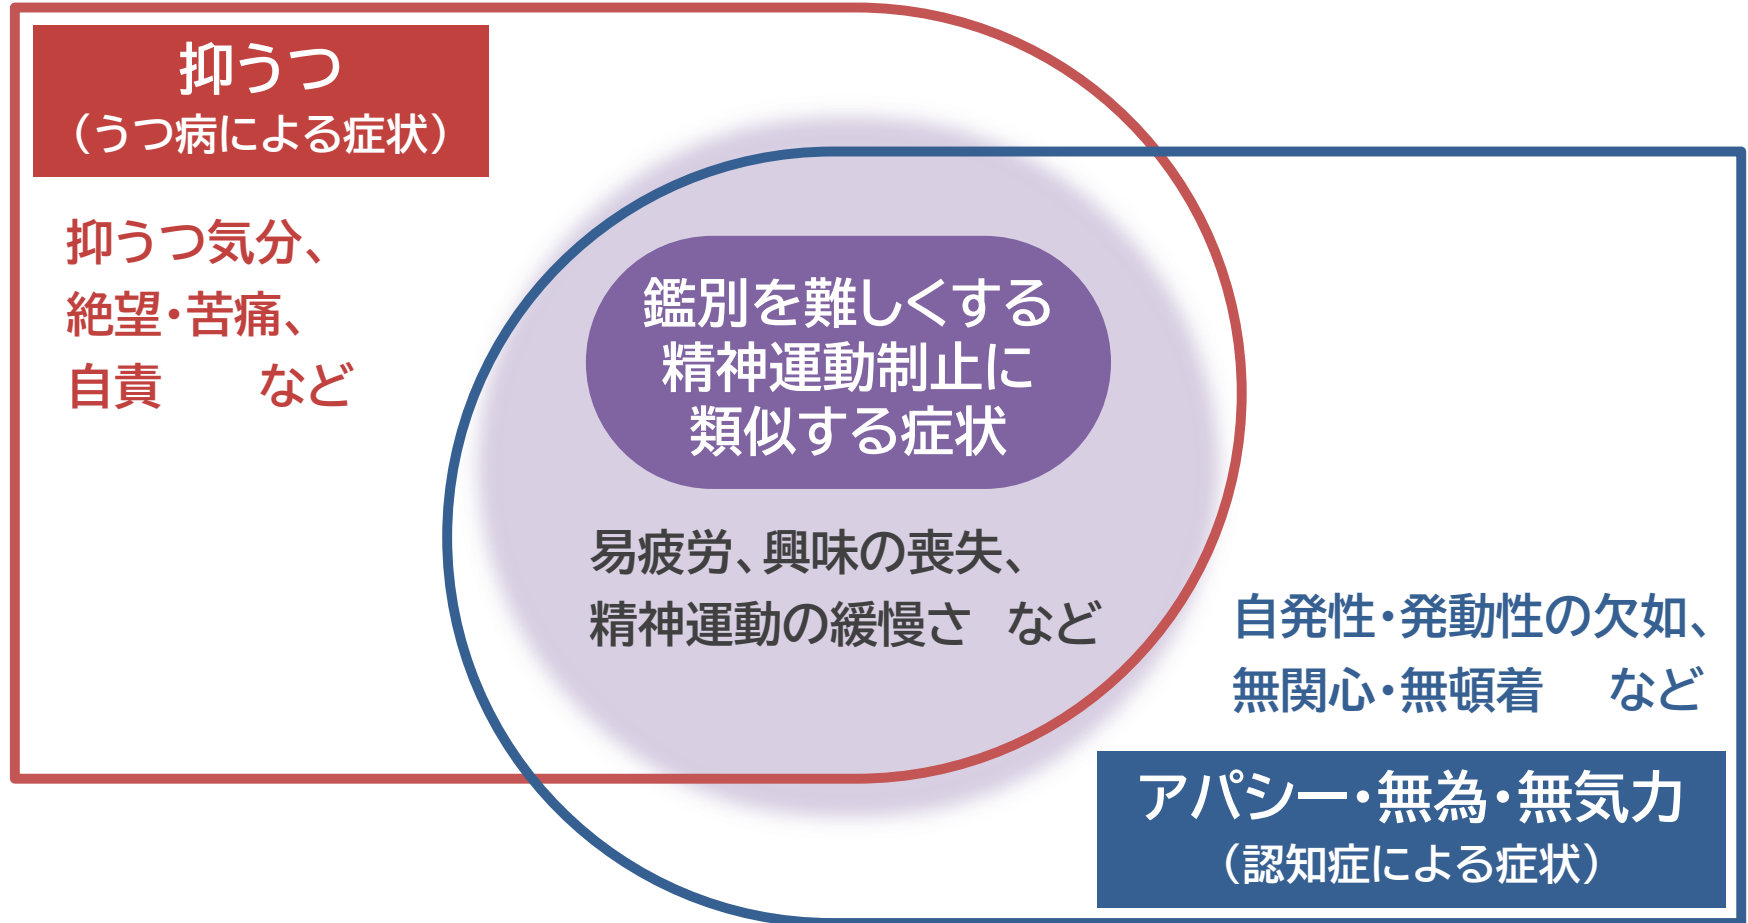 抑うつ
（うつ病による症状）
抑うつ気分、
絶望・苦痛、
自責　　など
鑑別を難しくする
精神運動制止に
類似する症状
易疲労、興味の喪失、
精神運動の緩慢さ　など
自発性・発動性の欠如、
無関心・無頓着　など
アパシー・無為・無気力
（認知症による症状）